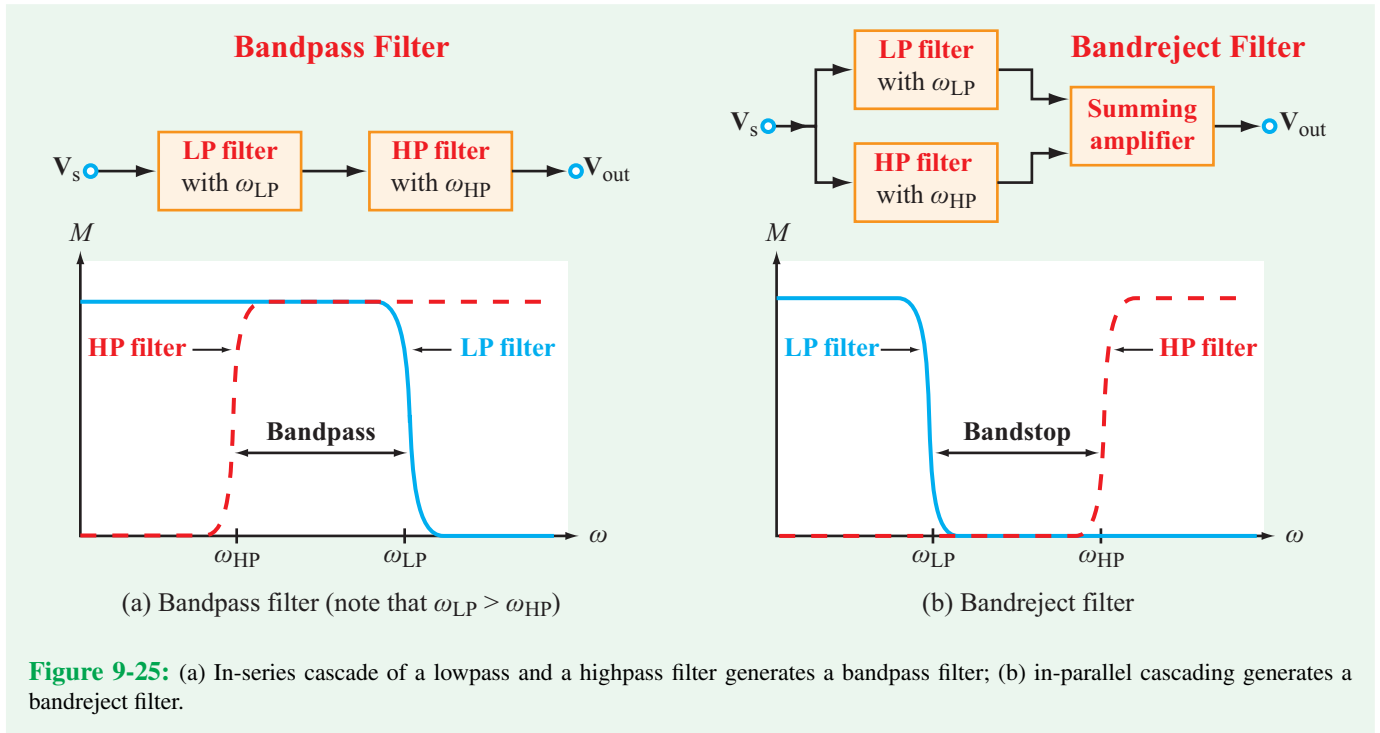 Bandpass Filter
V_s
LP filter
with ω_LP
HP filter
with ω_HP
V_out
M
HP filter
LP filter
Bandpass
ω_HP
ω_LP
ω
(a) Bandpass filter (note that ω_LP > ω_HP)
Bandreject Filter
V_s
LP filter
with ω_LP
HP filter
with ω_HP
Summing
amplifier
V_out
M
LP filter
HP filter
Bandstop
ω_LP
ω_HP
ω
(b) Bandreject filter
Figure 9-25: (a) In-series cascade of a lowpass and a highpass filter generates a bandpass filter; (b) in-parallel cascading generates a
bandreject filter.